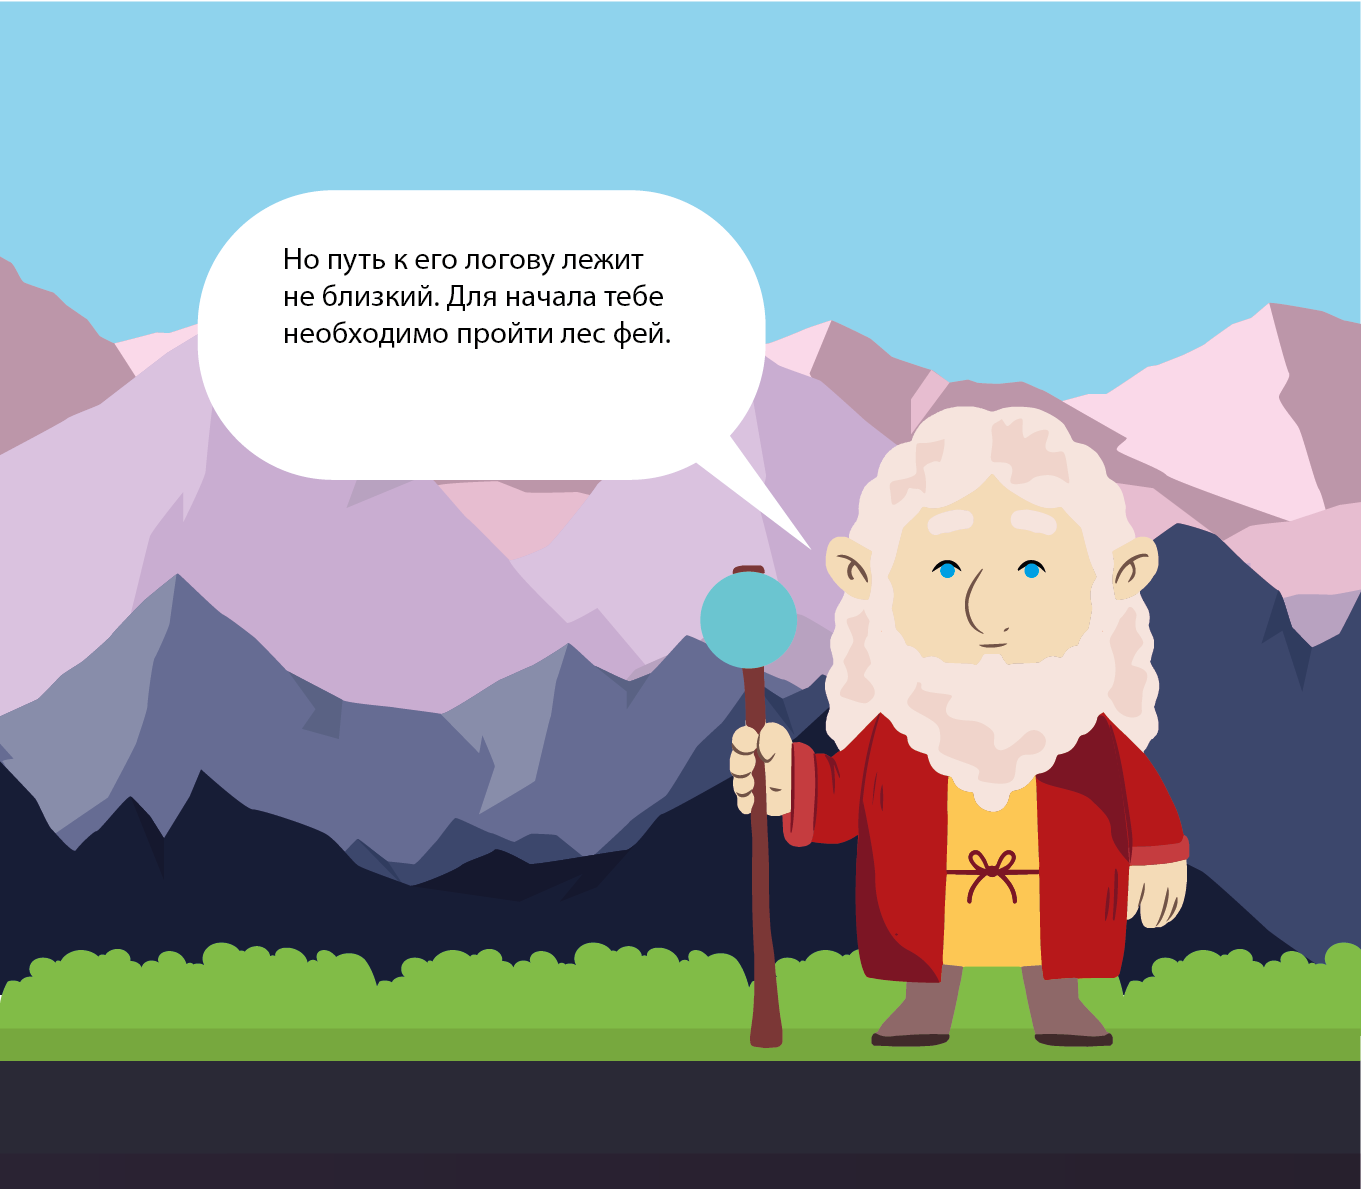 Но путь к его логову лежит
не близкий. Для начала тебе
необходимо пройти лес фей.